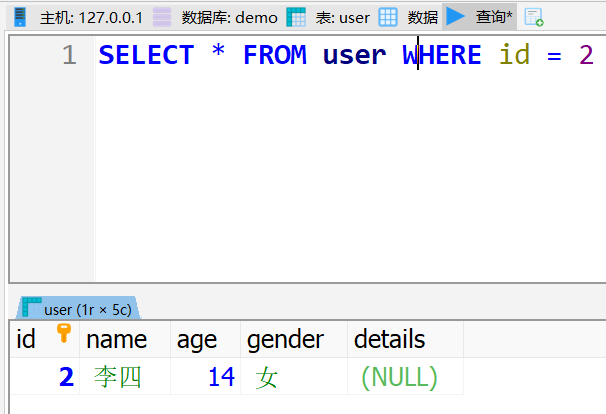 主机: 127.0.0.1 数据库: demo 表: user 数据 查询*
1 SELECT * FROM user WHERE id = 2
user (1r × 5c)
id name age gender details
2 李四 14 女 (NULL)